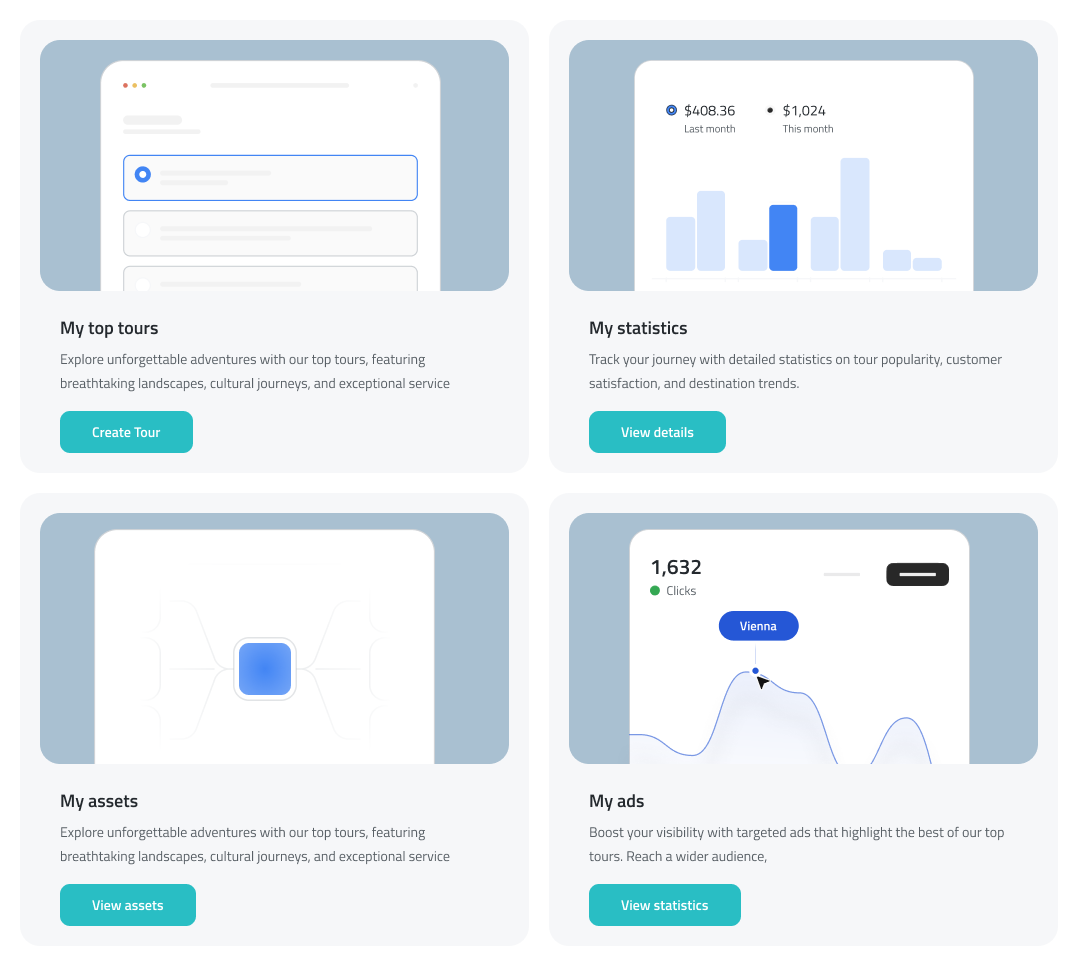 My top tours
Explore unforgettable adventures with our top tours, featuring
breathtaking landscapes, cultural journeys, and exceptional service
Create Tour
$408.36
Last month
$1,024
This month
My statistics
Track your journey with detailed statistics on tour popularity, customer
satisfaction, and destination trends.
View details
My assets
Explore unforgettable adventures with our top tours, featuring
breathtaking landscapes, cultural journeys, and exceptional service
View assets
1,632
Clicks
Vienna
My ads
Boost your visibility with targeted ads that highlight the best of our top
tours. Reach a wider audience,
View statistics